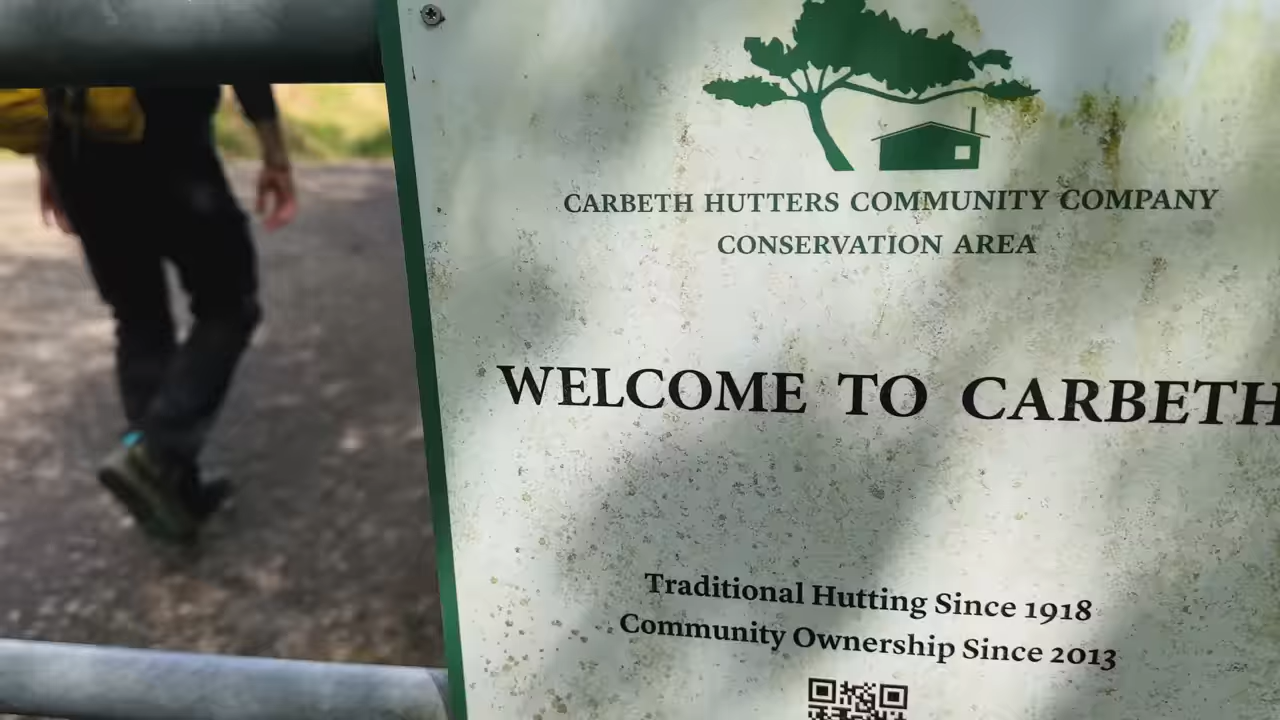 CARBETH HUTTERS COMMUNITY COMPANY
CONSERVATION AREA
WELCOME TO CARBETH
Traditional Hutting Since 1918
Community Ownership Since 2013